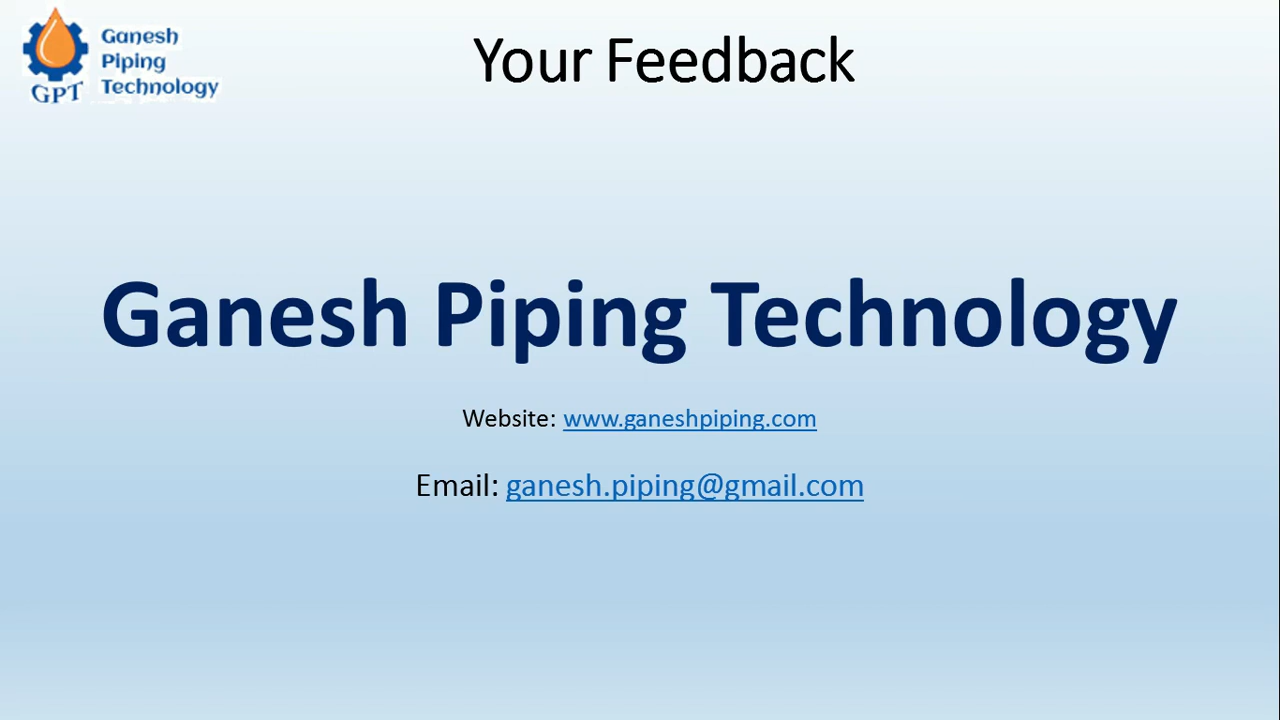 Ganesh
Piping
Technology
GPT
Your Feedback
Ganesh Piping Technology
Website: www.ganeshpiping.com
Email: ganesh.piping@gmail.com